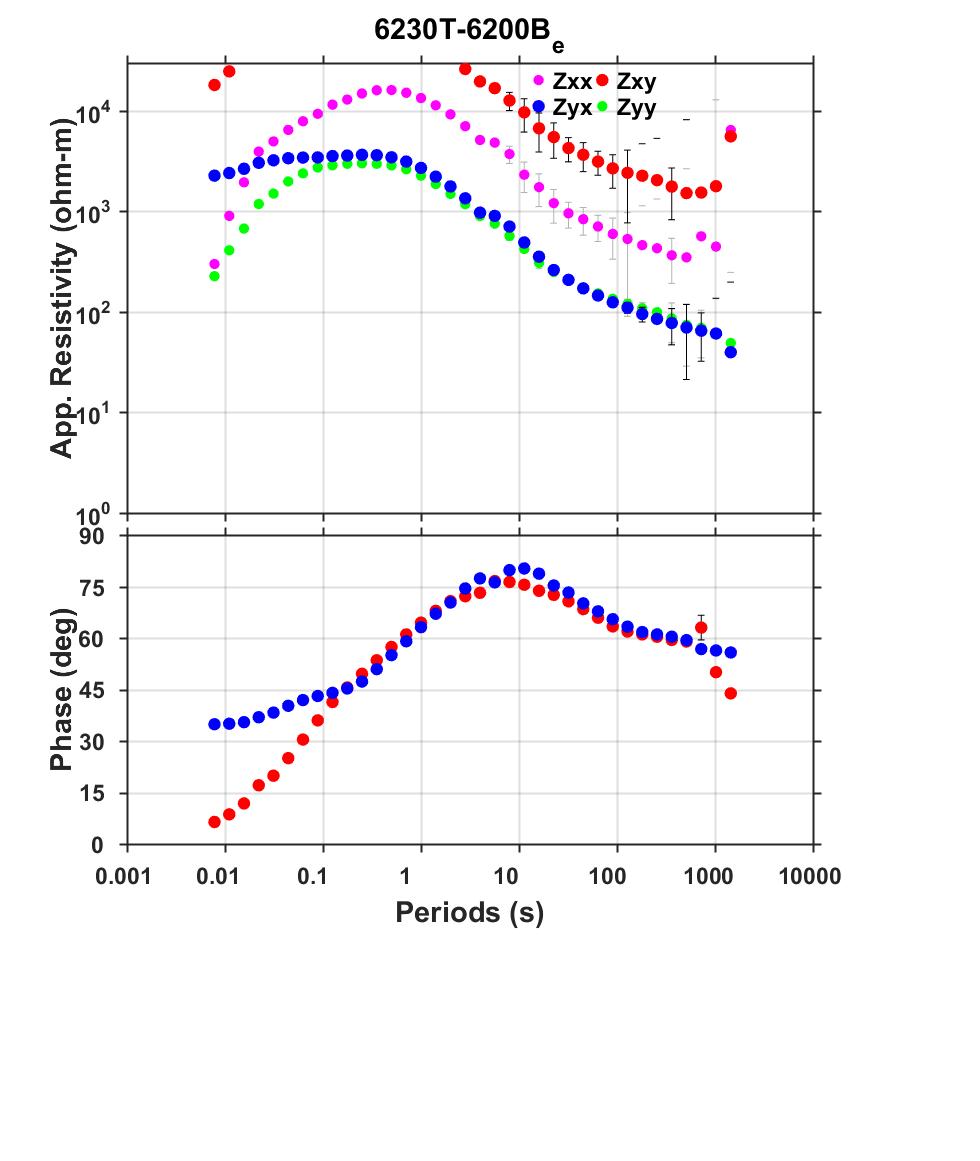 6230T-6200Be
Zxx Zxy
Zyx Zyy
App. Resistivity (ohm-m)
10^4
10^3
10^2
10^1
10^0
Phase (deg)
90
75
60
45
30
15
0
0.001 0.01 0.1 1 10 100 1000 10000
Periods (s)